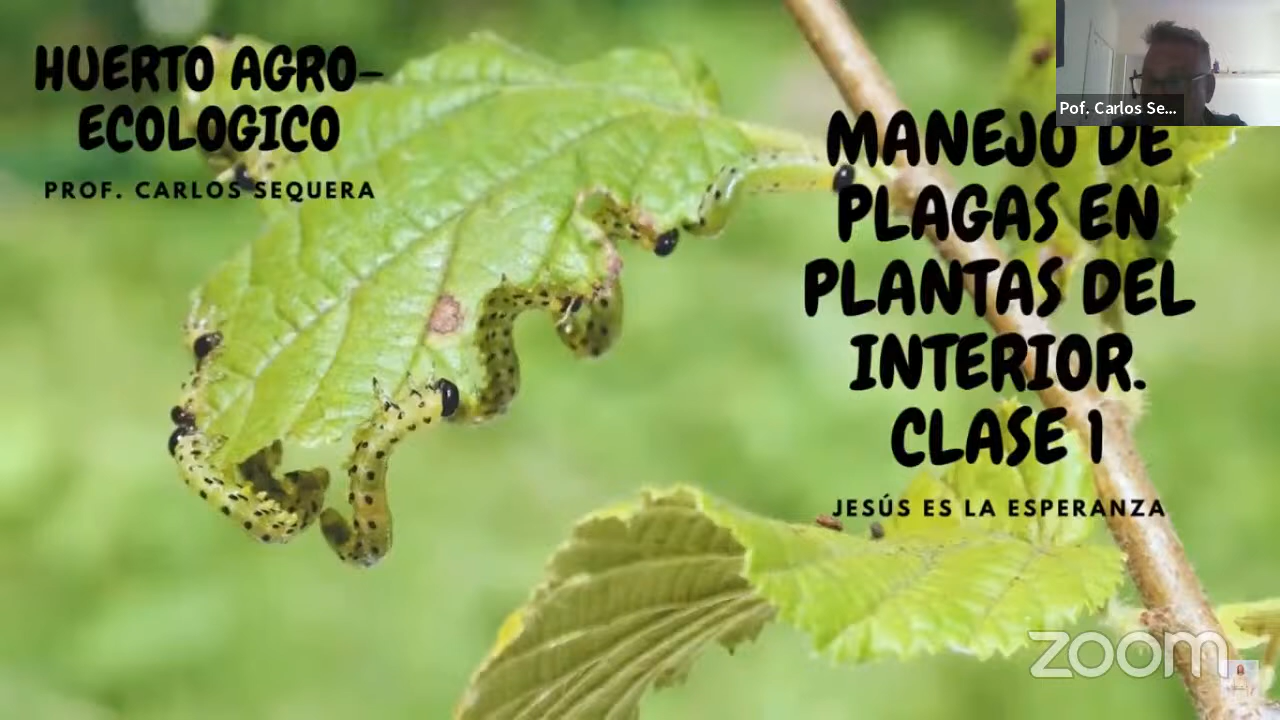 HUERTO AGRO-
ECOLOGICO
PROF. CARLOS SEQUERA
Pof. Carlos Se...
MANEJO DE
PLAGAS EN
PLANTAS DEL
INTERIOR.
CLASE 1
JESÚS ES LA ESPERANZA
zoom